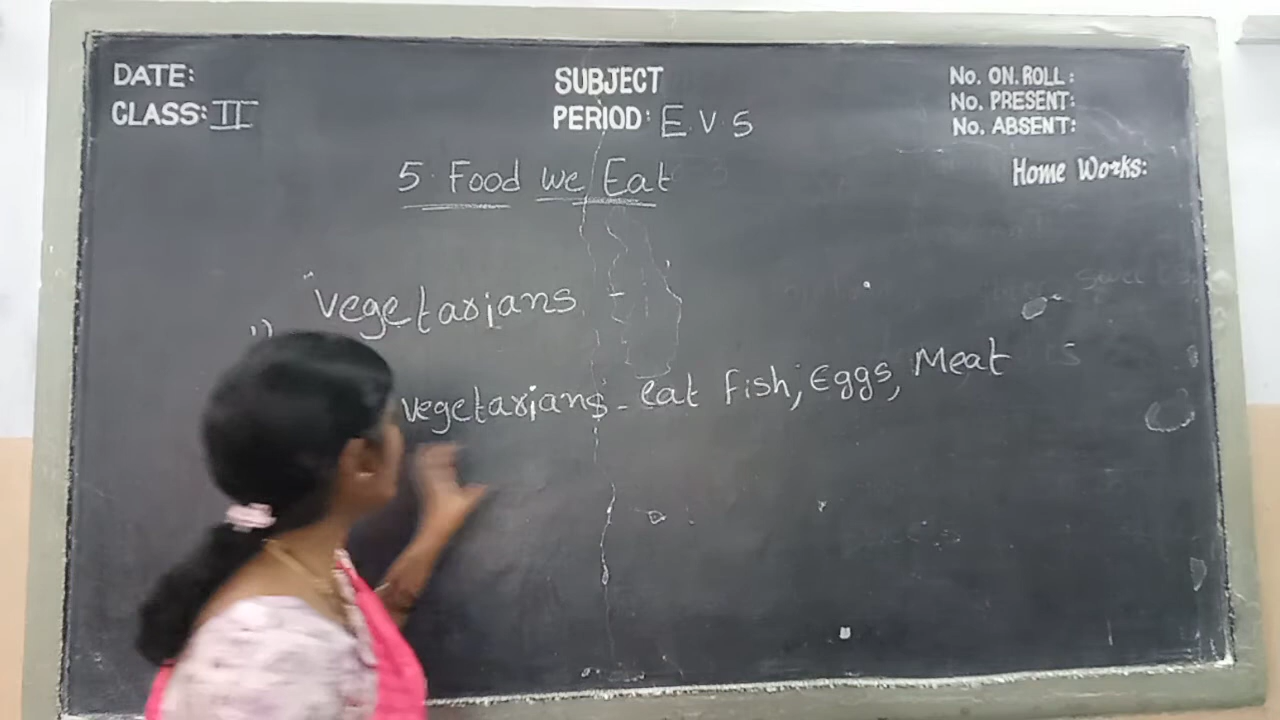 DATE:
CLASS: II
SUBJECT
PERIOD: E.V.S
No. ON. ROLL:
No. PRESENT:
No. ABSENT:
Home Works:
5. Food we Eat
Vegetarians -
vegetarians - eat Fish, Eggs, Meat